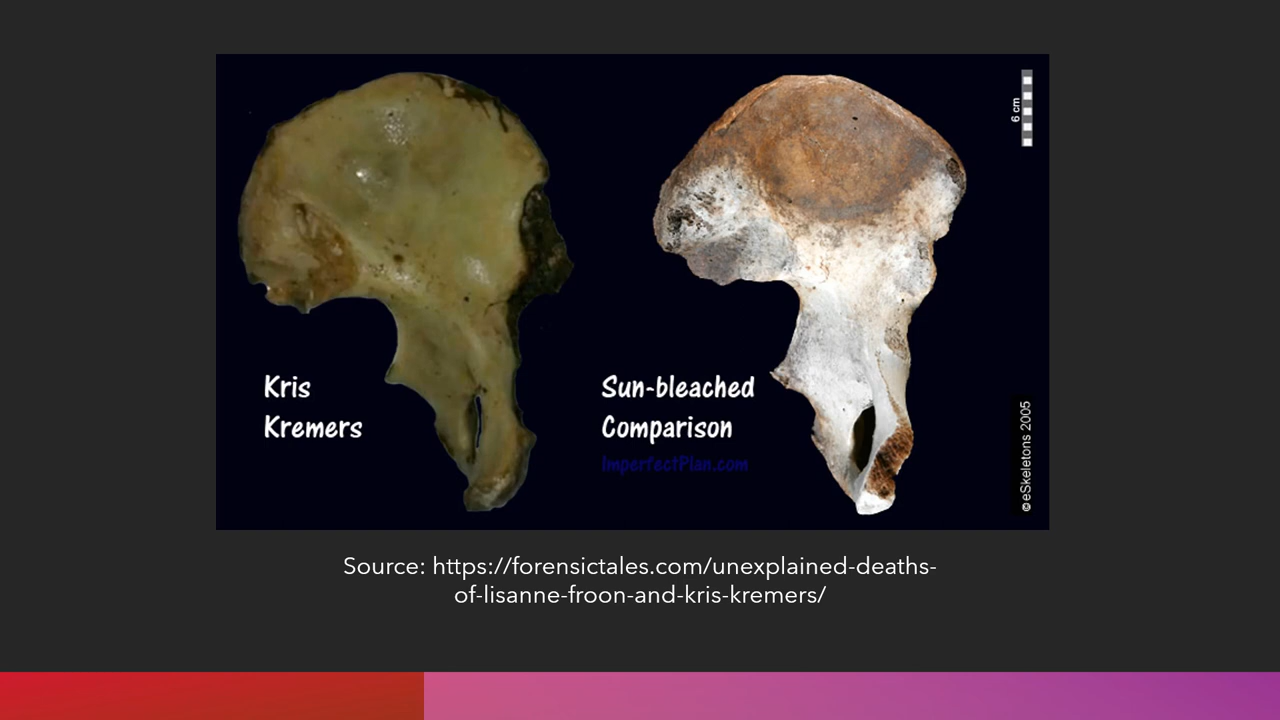 6 cm
Kris
Kremers
Sun-bleached
Comparison
ImperfectPlan.com
© eSkeletons 2005
Source: https://forensictales.com/unexplained-deaths-
of-lisanne-froon-and-kris-kremers/